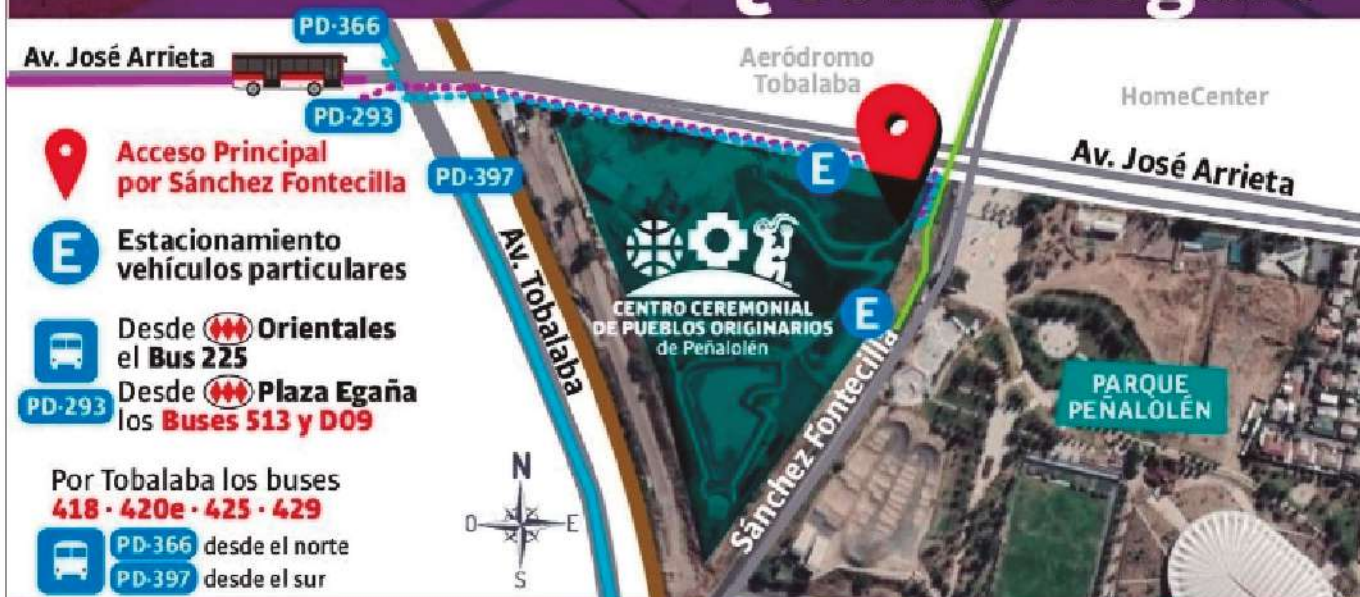 PD-366
Av. José Arrieta
PD-293
Aeródromo
Tobalaba
HomeCenter
Av. José Arrieta
Acceso Principal
por Sánchez Fontecilla
PD-397
E
E
Estacionamiento
vehículos particulares
Av. Tobalaba
CENTRO CEREMONIAL
DE PUEBLOS ORIGINARIOS
de Peñalolén
E
Sánchez Fontecilla
PARQUE
PEÑALOLÉN
Desde Orientales
el Bus 225
PD-293
Desde Plaza Egaña
los Buses 513 y D09
Por Tobalaba los buses
418 · 420e · 425 · 429
PD-366 desde el norte
PD-397 desde el sur
N
O E
S